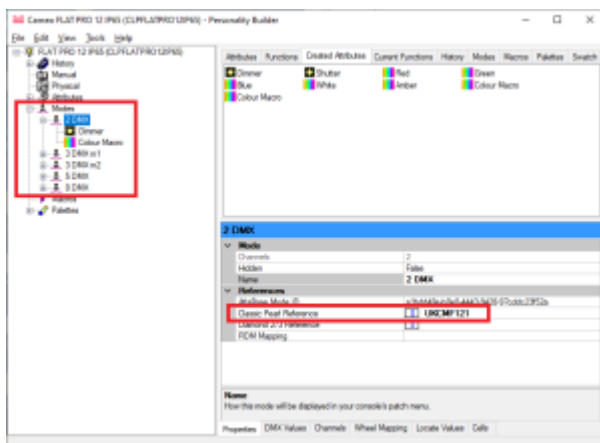 Cameo FLAT PRO 12 IP65 (CLPFLATPRO12IP65) - Personality Builder
File Edit View Tools Help
FLAT PRO 12 IP65 (CLPFLATPRO12IP65)
History
Manual
Physical
Attributes
Modes
2 DMX
Dimmer
Colour Macro
3 DMX m1
3 DMX m2
5 DMX
Macros
Palettes
Attributes Functions Created Attributes Current Functions History Modes Macros Palettes Swatch
Dimmer Shutter Red Green
Blue White Amber Colour Macro
Colour Macro
2 DMX
Mode
Channels 2
Hidden False
Name 2 DMX
References
Classic Pearl Reference UKCMF121
Diamond 2/3 Reference
RDM Mapping
Name
How this mode will be displayed in your console's patch menu.
Properties DMX Values Channels Wheel Mapping Locate Values Cells